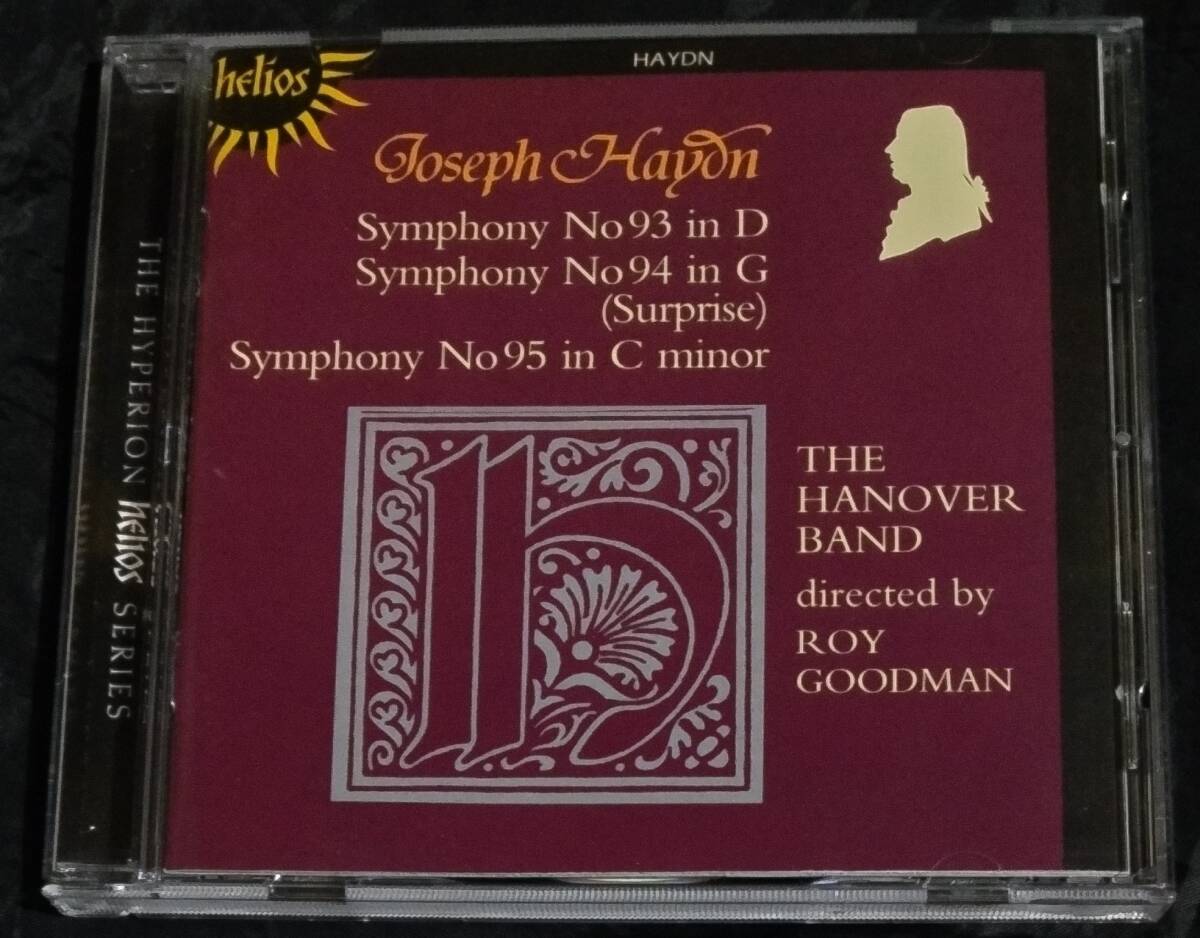 HAYDN
helios
Joseph Haydn
Symphony No 93 in D
Symphony No 94 in G
(Surprise)
Symphony No 95 in C minor
THE
HANOVER
BAND
directed by
ROY
GOODMAN
THE HYPERION helios SERIES